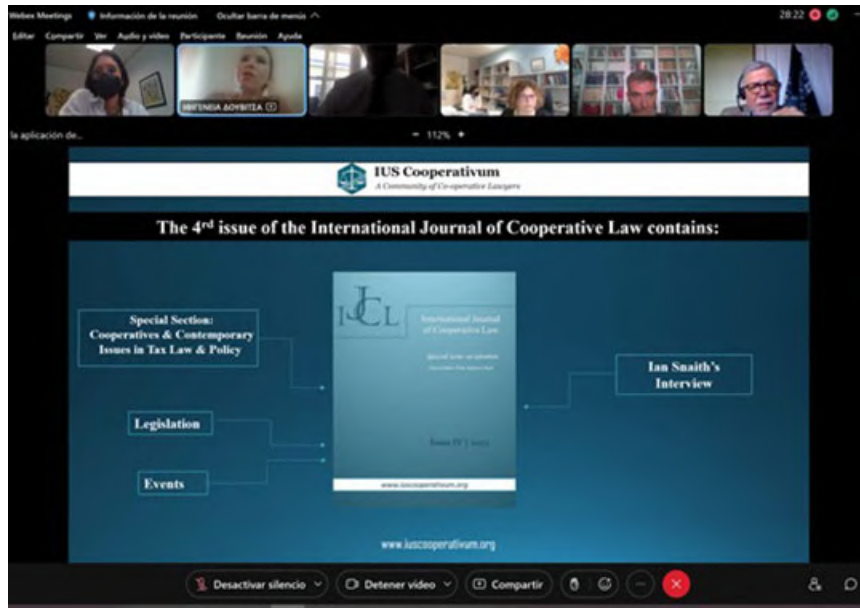 Webex Meetings Información de la reunión Ocultar barra de menús 28:22
Editar Compartir Ver Audio y video Participante Reunión Ayuda
ΙΦΙΓΕΝΕΙΑ ΔΟΥΒΙΤΣΑ
la aplicación de...
− 112% +
IUS Cooperativum
A Community of Co-operative Lawyers
The 4rd issue of the International Journal of Cooperative Law contains:
Special Section:
Cooperatives & Contemporary
Issues in Tax Law & Policy
Legislation
Events
IJCL
International Journal
of Cooperative Law
www.iuscooperativum.org
Ian Snaith's
Interview
www.iuscooperativum.org
Desactivar silencio Detener video Compartir